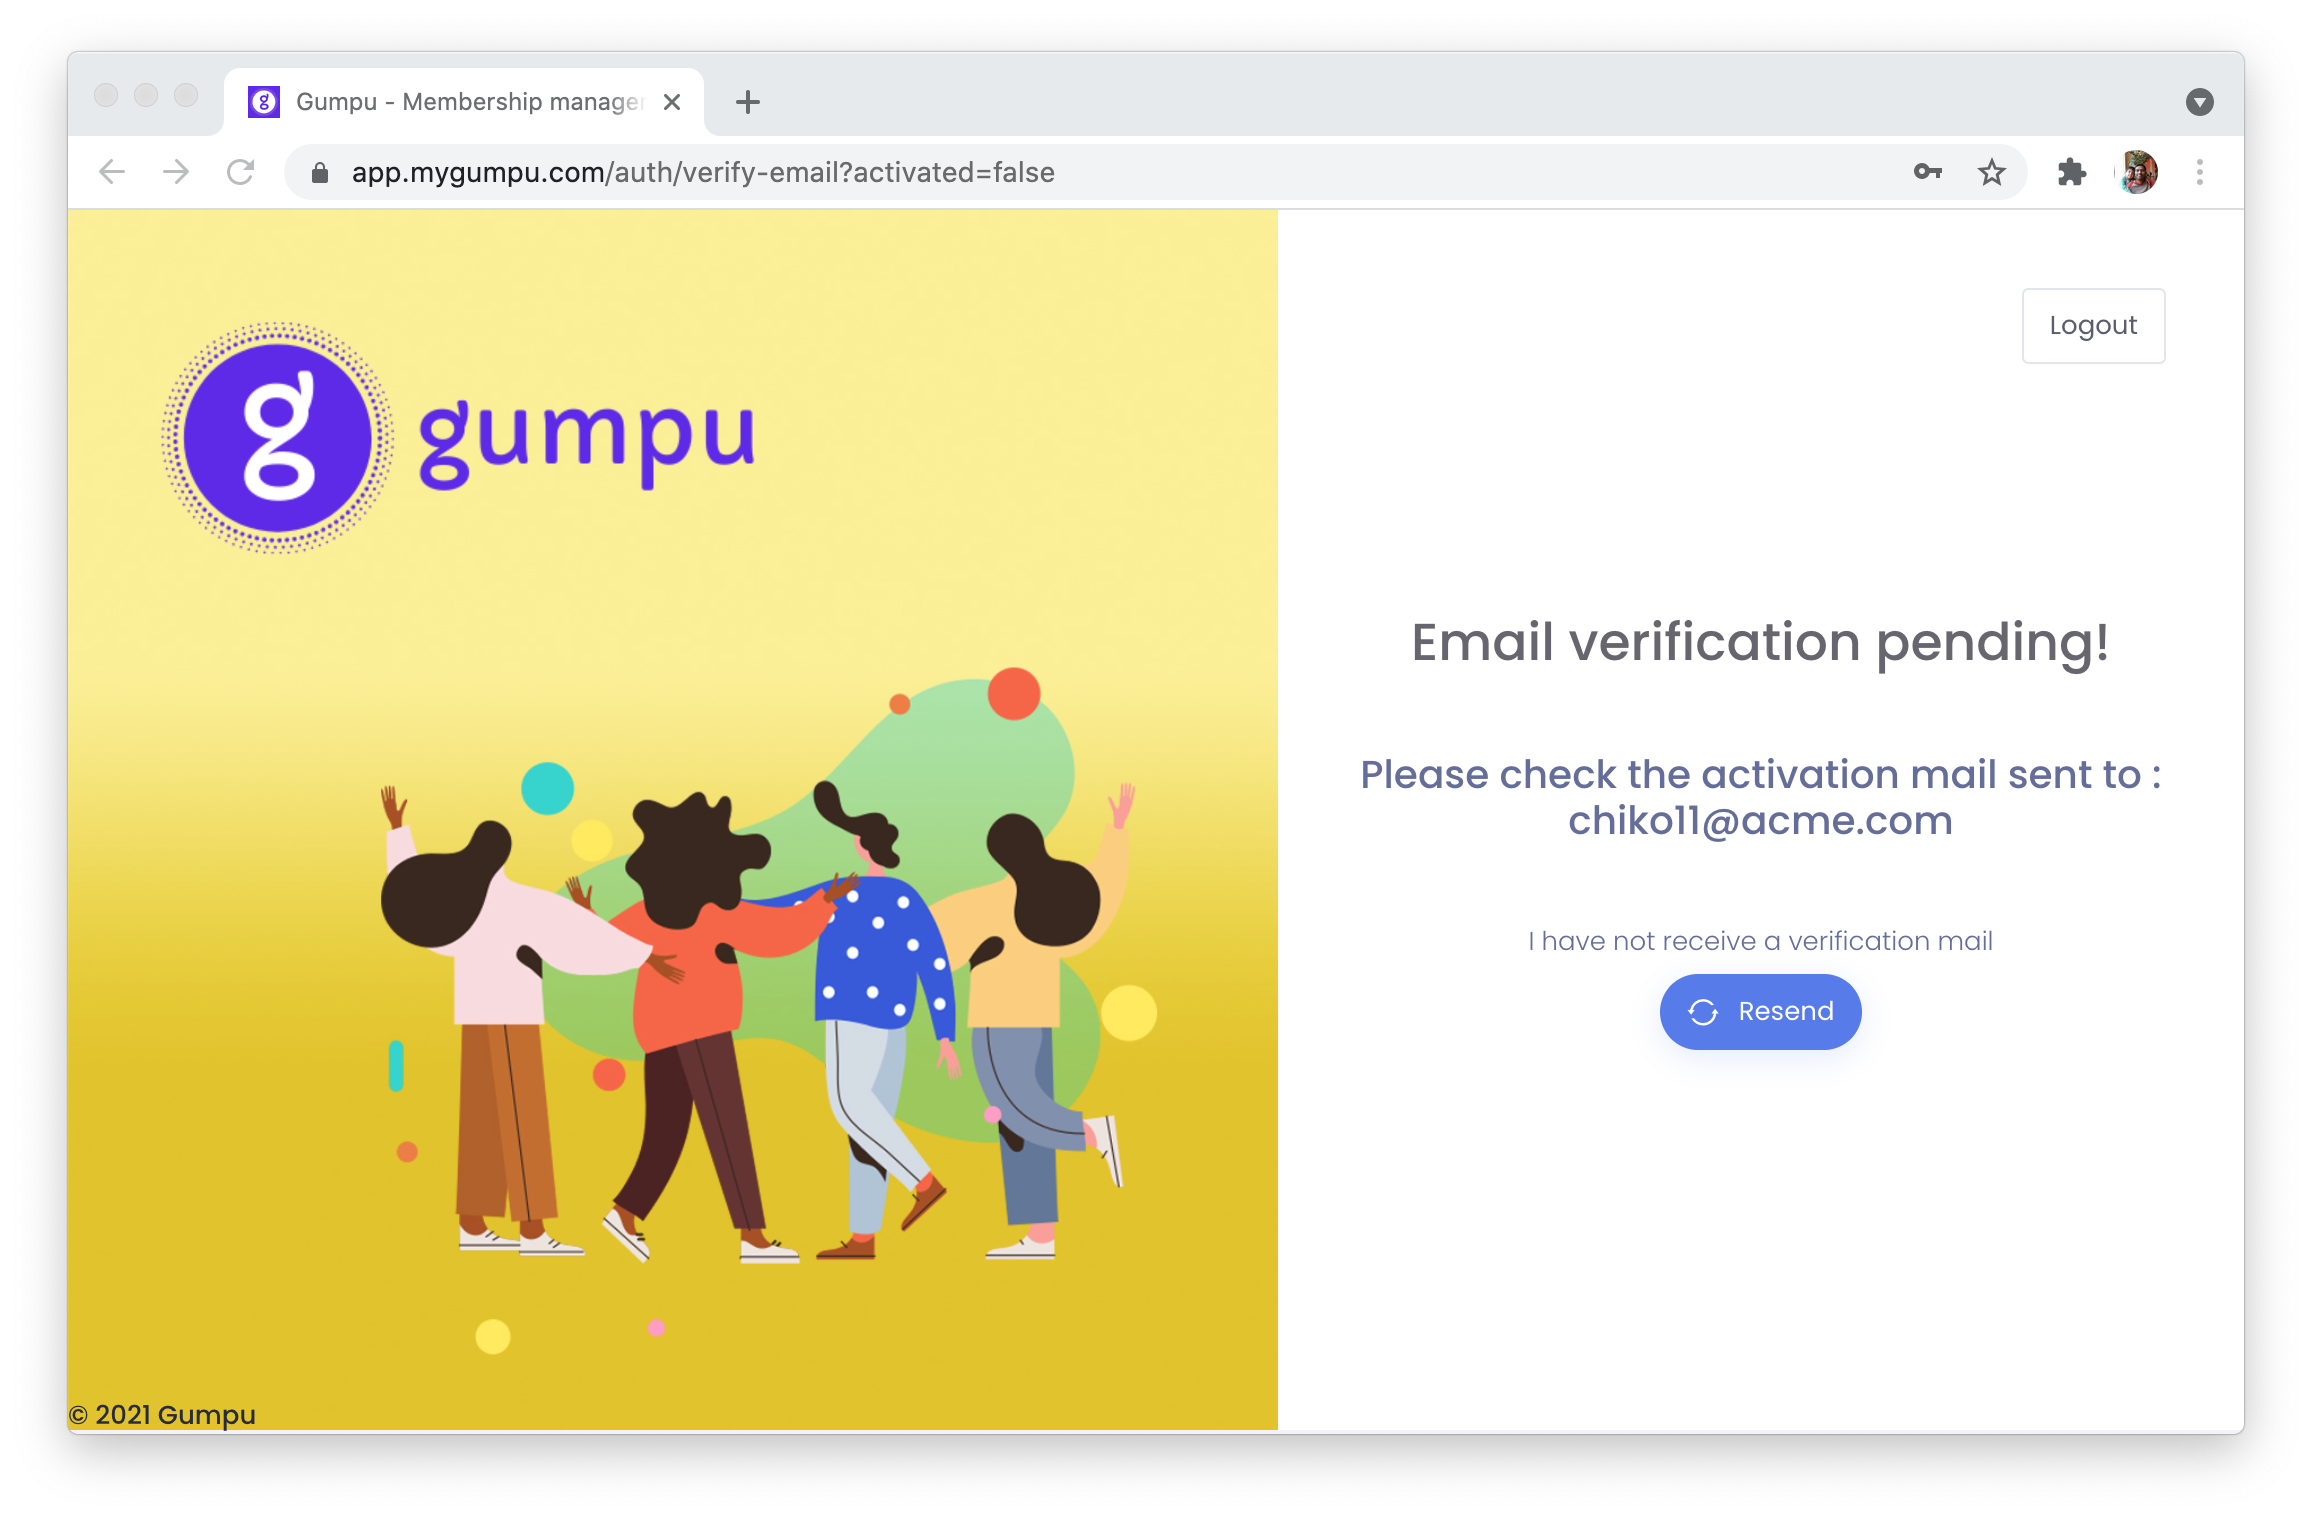 Gumpu - Membership manager
app.mygumpu.com/auth/verify-email?activated=false
g gumpu
Logout
Email verification pending!
Please check the activation mail sent to :
chiko11@acme.com
I have not receive a verification mail
Resend
© 2021 Gumpu